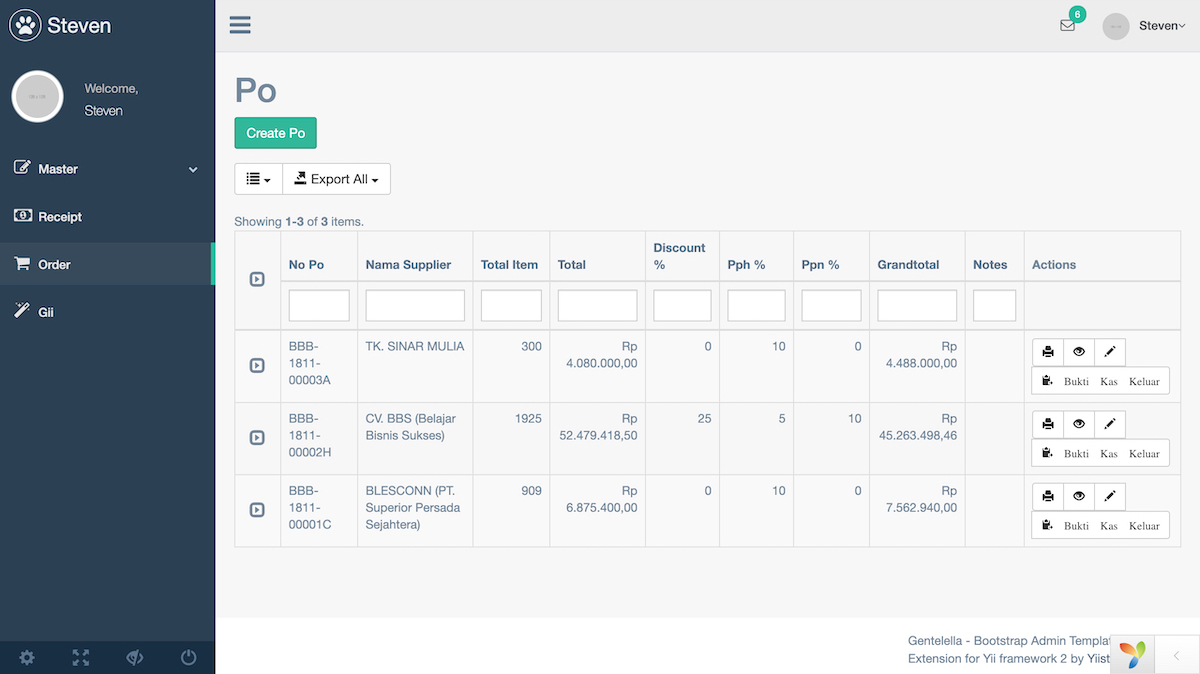 Steven
6
Steven
Welcome,
Steven
Po
Create Po
Master
Export All
Receipt
Showing 1-3 of 3 items.
Order
Discount
No Po Nama Supplier Total Item Total % Pph % Ppn % Grandtotal Notes Actions
Gii
BBB- TK. SINAR MULIA 300 Rp 0 10 0 Rp
1811- 4.080.000,00 4.488.000,00
00003A
Bukti Kas Keluar
BBB- CV. BBS (Belajar 1925 Rp 25 5 10 Rp
1811- Bisnis Sukses) 52.479.418,50 45.263.498,46
00002H
Bukti Kas Keluar
BBB- BLESCONN (PT. 909 Rp 0 10 0 Rp
1811- Superior Persada 6.875.400,00 7.562.940,00
00001C Sejahtera)
Bukti Kas Keluar
Gentelella - Bootstrap Admin Templat
Extension for Yii framework 2 by Yiist